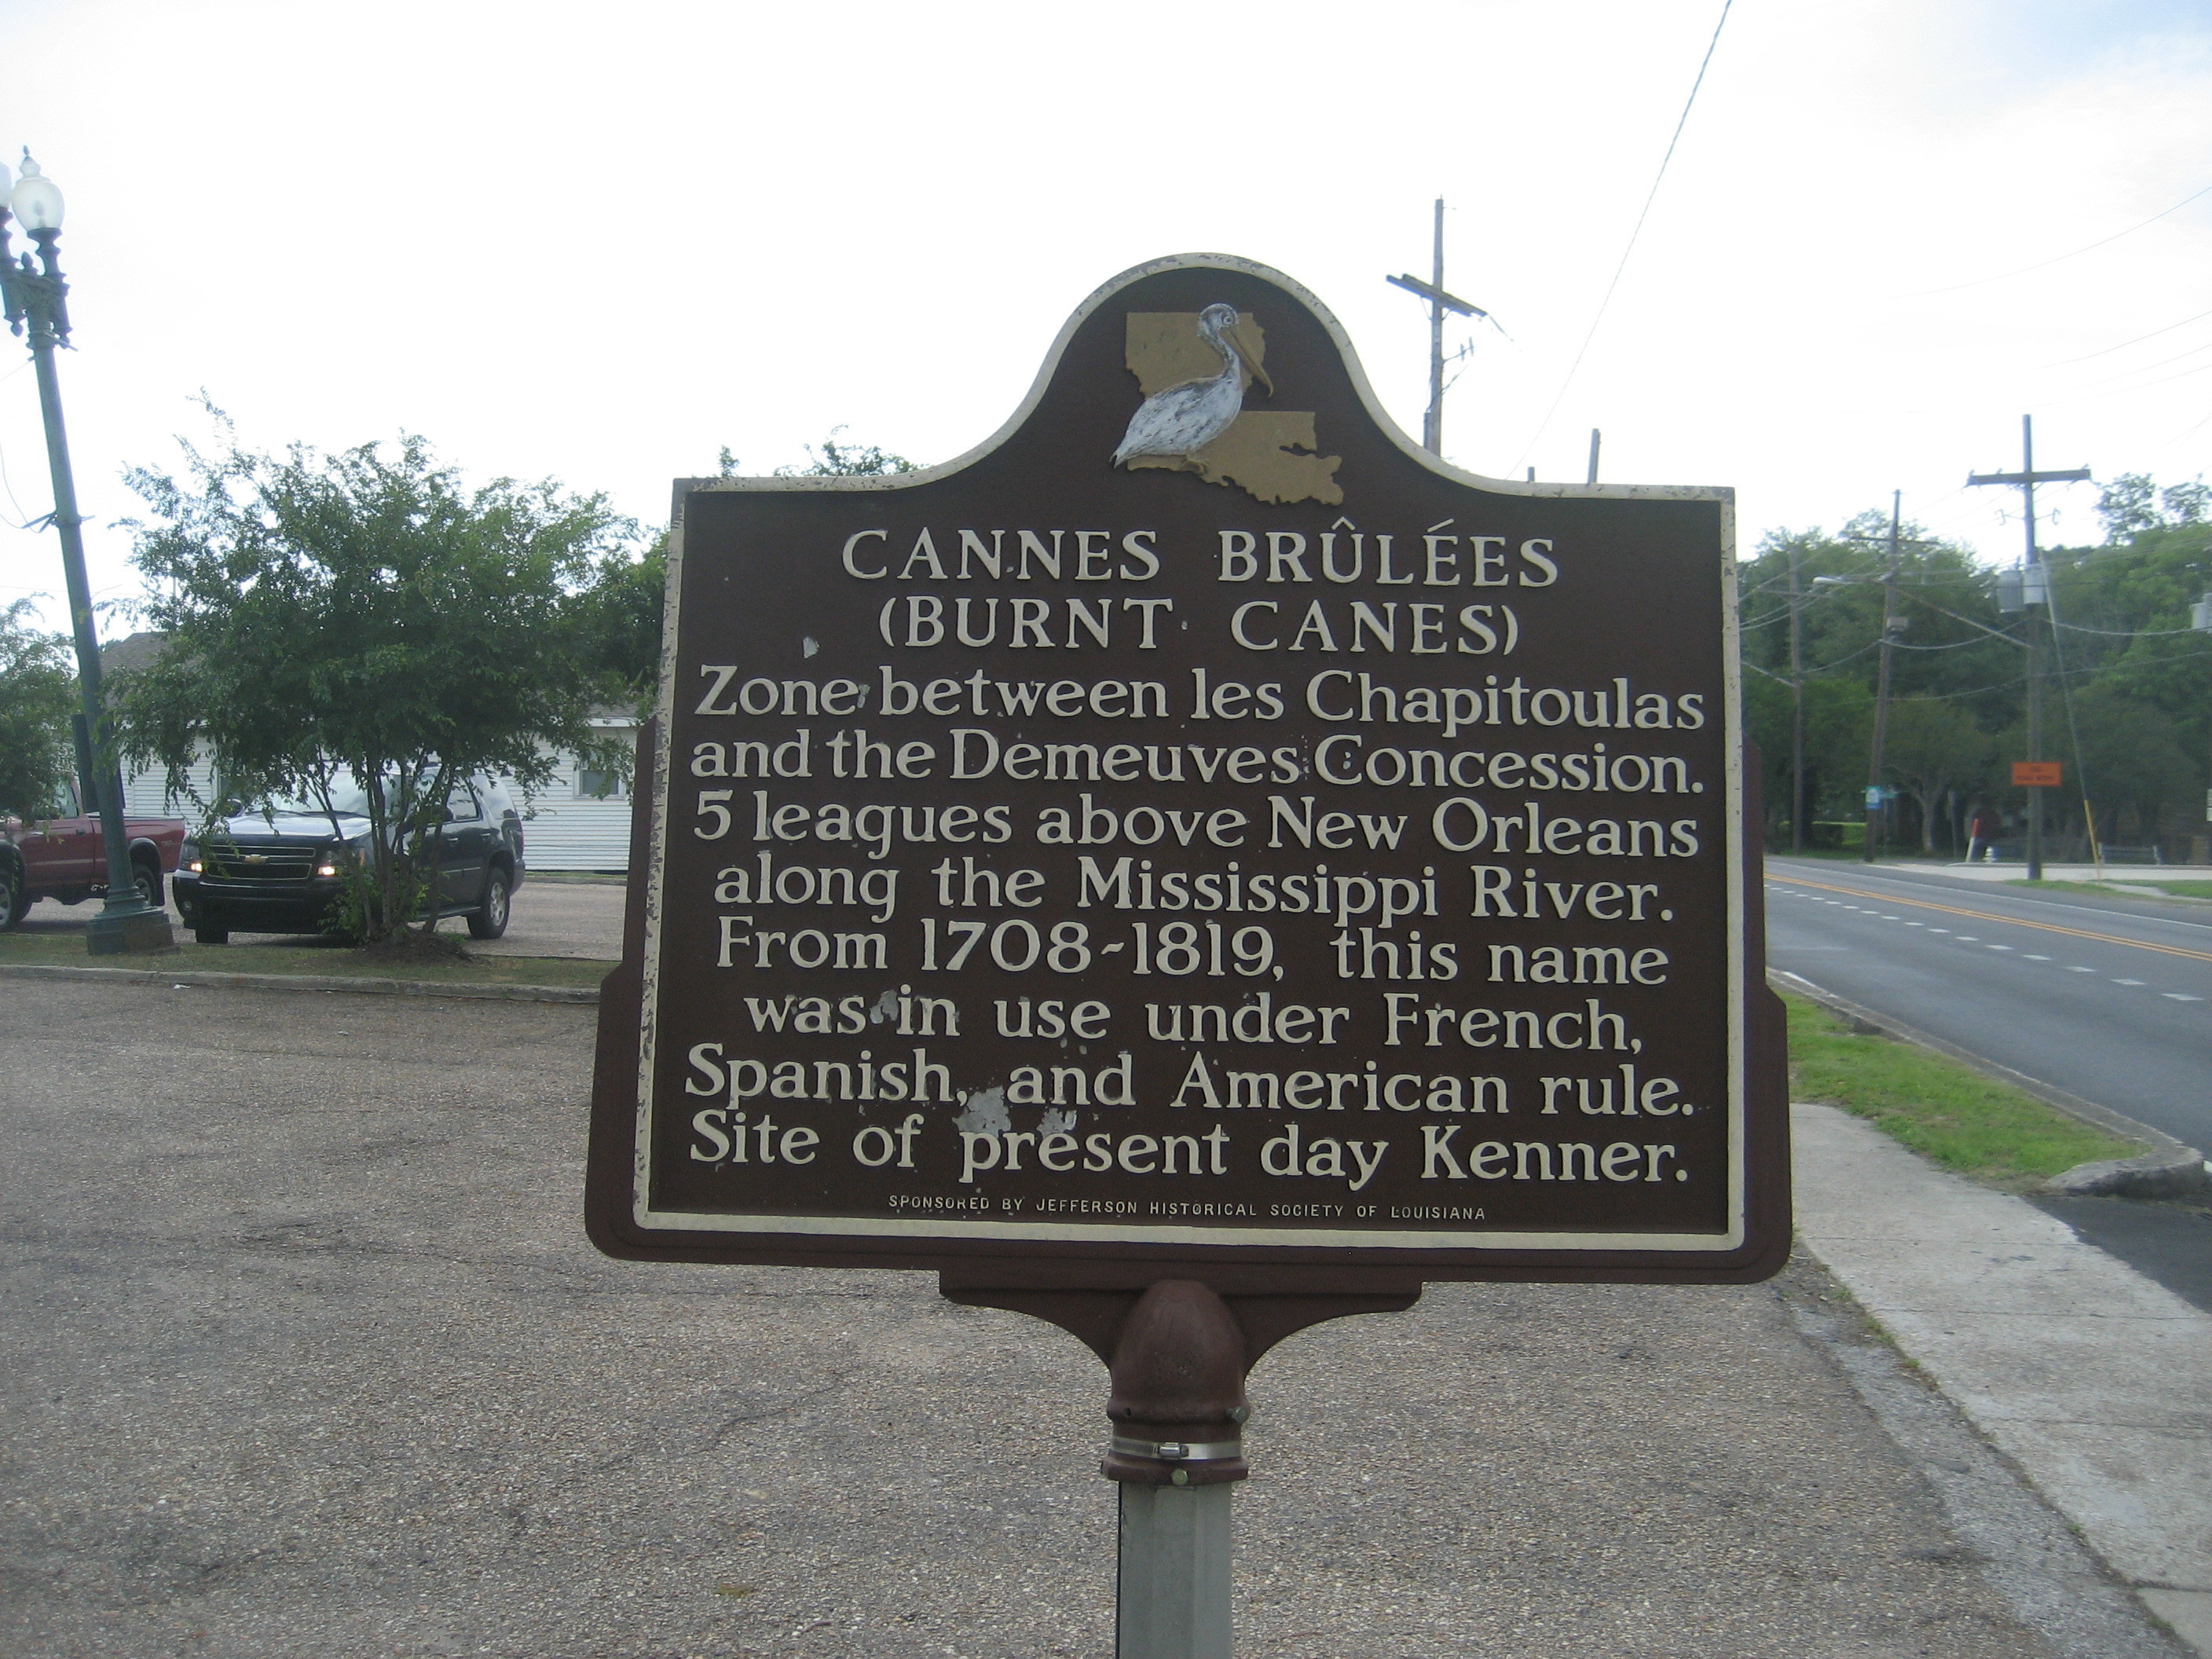 CANNES BRÛLÉES
(BURNT CANES)
Zone between les Chapitoulas
and the Demeuves Concession.
5 leagues above New Orleans
along the Mississippi River.
From 1708-1819, this name
was in use under French,
Spanish, and American rule.
Site of present day Kenner.
SPONSORED BY JEFFERSON HISTORICAL SOCIETY OF LOUISIANA